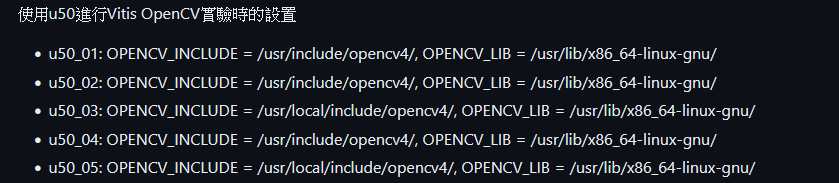 使用u50進行Vitis OpenCV實驗時的設置
u50_01: OPENCV_INCLUDE = /usr/include/opencv4/, OPENCV_LIB = /usr/lib/x86_64-linux-gnu/
u50_02: OPENCV_INCLUDE = /usr/include/opencv4/, OPENCV_LIB = /usr/lib/x86_64-linux-gnu/
u50_03: OPENCV_INCLUDE = /usr/local/include/opencv4/, OPENCV_LIB = /usr/lib/x86_64-linux-gnu/
u50_04: OPENCV_INCLUDE = /usr/include/opencv4/, OPENCV_LIB = /usr/lib/x86_64-linux-gnu/
u50_05: OPENCV_INCLUDE = /usr/local/include/opencv4/, OPENCV_LIB = /usr/lib/x86_64-linux-gnu/